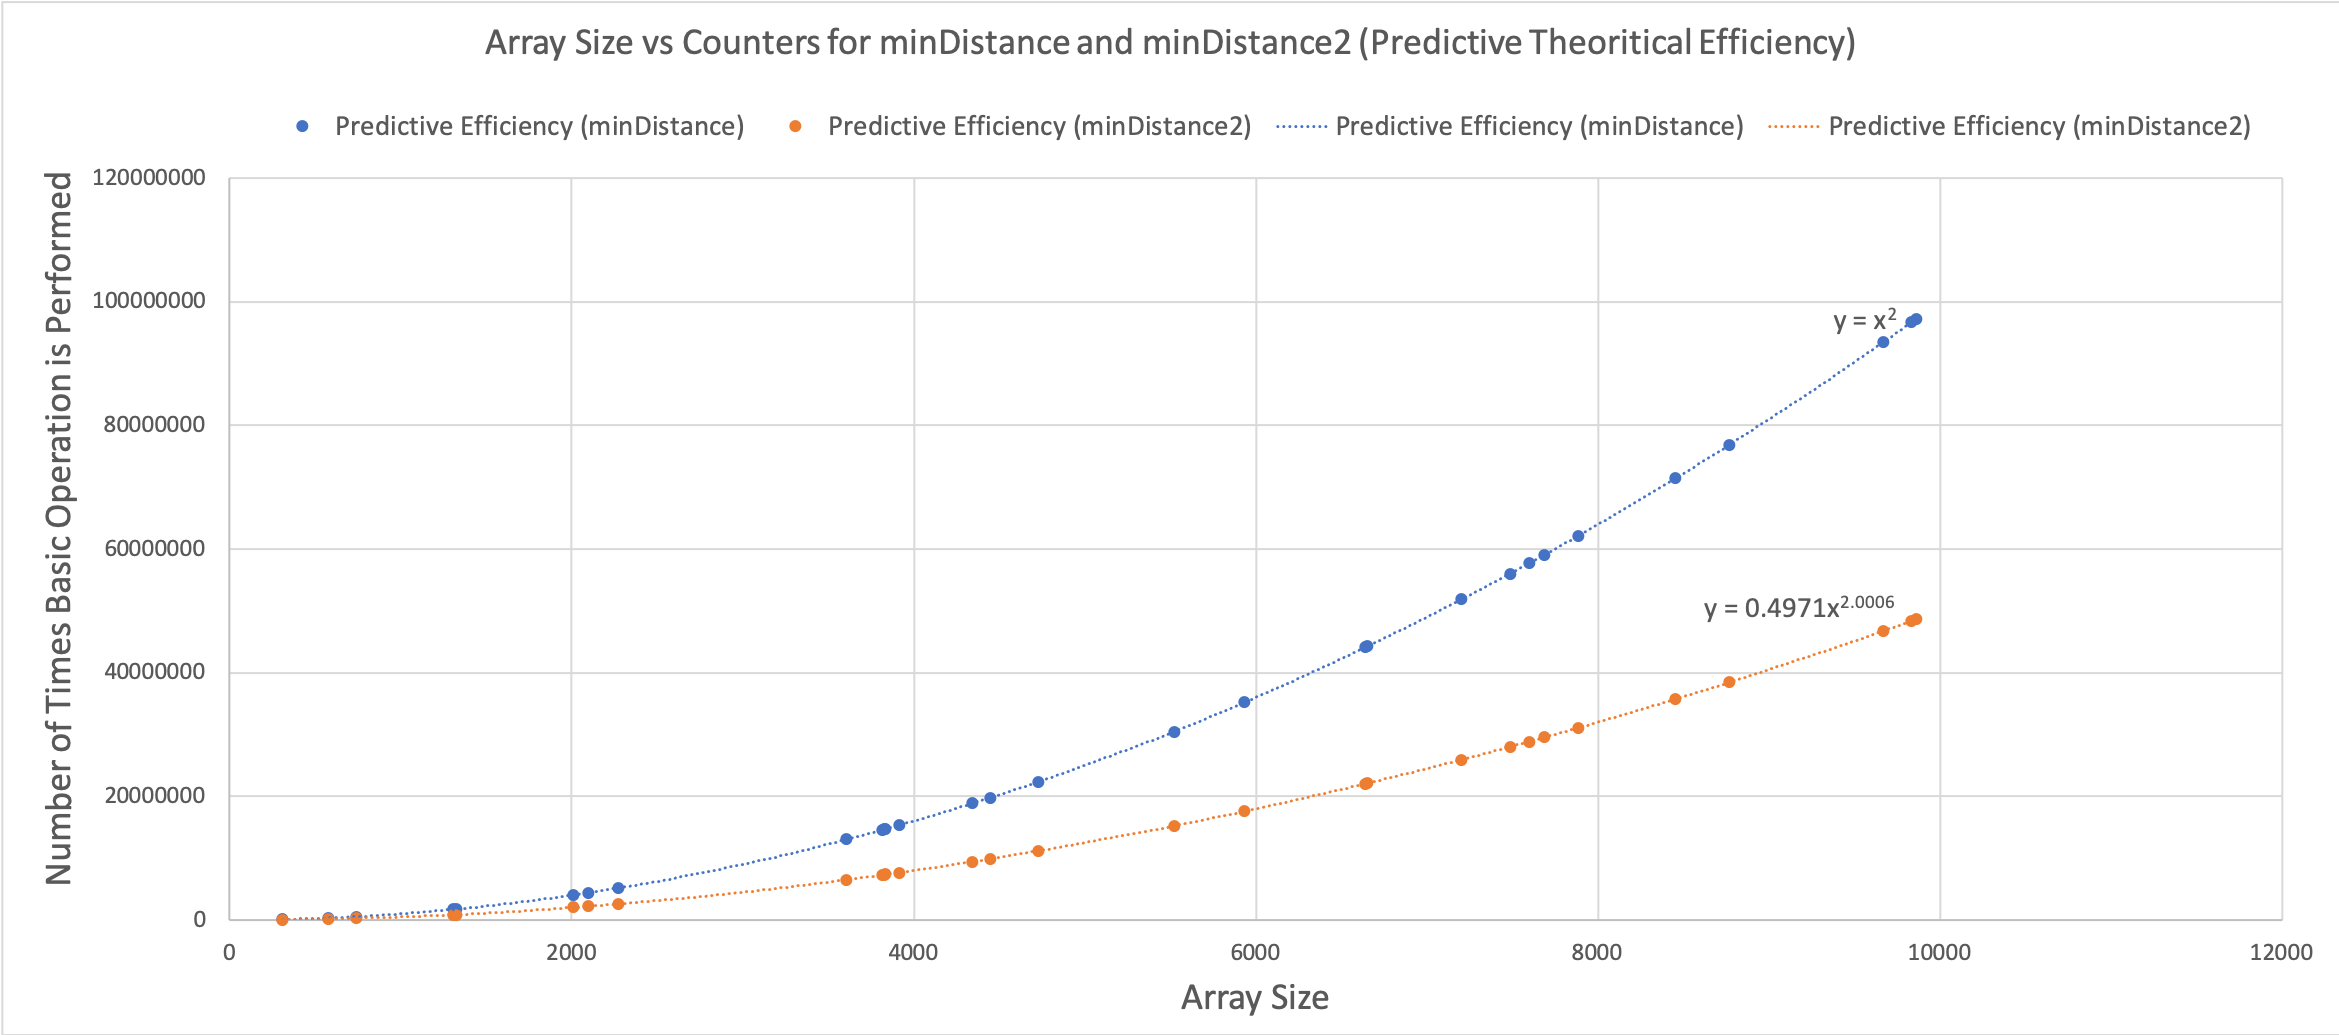 Array Size vs Counters for minDistance and minDistance2 (Predictive Theoritical Efficiency)
Predictive Efficiency (minDistance) Predictive Efficiency (minDistance2) Predictive Efficiency (minDistance) Predictive Efficiency (minDistance2)
Number of Times Basic Operation is Performed
120000000
100000000
80000000
60000000
40000000
20000000
0
y = x²
y = 0.4971x²·⁰⁰⁰⁶
0 2000 4000 6000 8000 10000 12000
Array Size